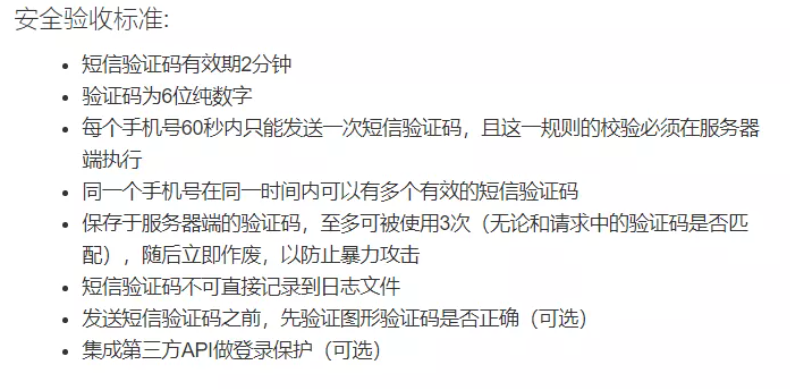 安全验收标准:
• 短信验证码有效期2分钟
• 验证码为6位纯数字
• 每个手机号60秒内只能发送一次短信验证码，且这一规则的校验必须在服务器
端执行
• 同一个手机号在同一时间内可以有多个有效的短信验证码
• 保存于服务器端的验证码，至多可被使用3次（无论和请求中的验证码是否匹
配），随后立即作废，以防止暴力攻击
• 短信验证码不可直接记录到日志文件
• 发送短信验证码之前，先验证图形验证码是否正确（可选）
• 集成第三方API做登录保护（可选）